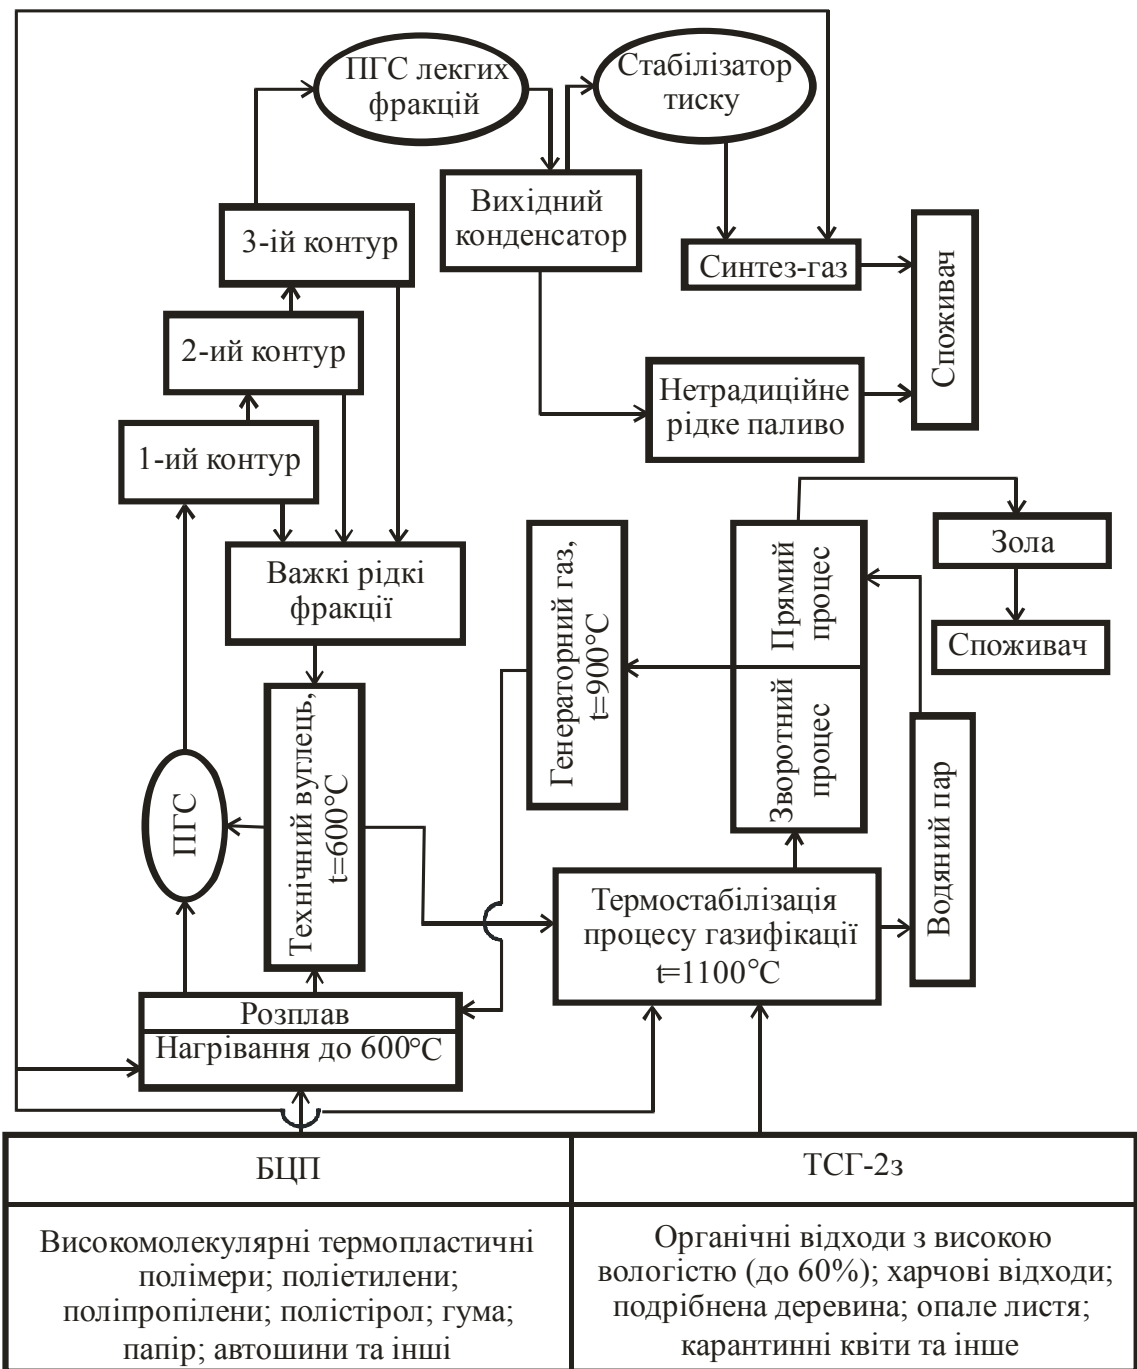 ПГС лекгих
фракцій
Стабілізатор
тиску
Вихідний
конденсатор
3-ій контур
Синтез-газ
Споживач
2-ий контур
Нетрадиційне
рідке паливо
1-ий контур
Важкі рідкі
фракції
Генераторний газ,
t=900°C
Прямий
процес
Зворотний
процес
Зола
Споживач
Технічний вуглець,
t=600°C
ПГС
Водяний пар
Термостабілізація
процесу газифікації
t=1100°C
Розплав
Нагрівання до 600°C
БЦП
ТСГ-2з
Високомолекулярні термопластичні
полімери; поліетилени;
поліпропілени; полістірол; гума;
папір; автошини та інші
Органічні відходи з високою
вологістю (до 60%); харчові відходи;
подрібнена деревина; опале листя;
карантинні квіти та інше